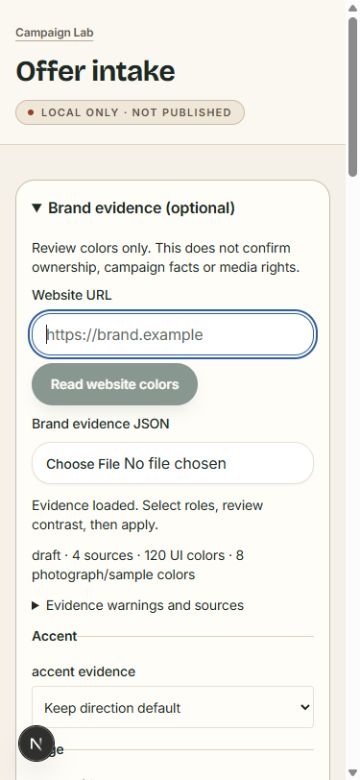 Campaign Lab
Offer intake
LOCAL ONLY · NOT PUBLISHED
▼ Brand evidence (optional)
Review colors only. This does not confirm
ownership, campaign facts or media rights.
Website URL
https://brand.example
Read website colors
Brand evidence JSON
Choose File No file chosen
Evidence loaded. Select roles, review
contrast, then apply.
draft · 4 sources · 120 UI colors · 8
photograph/sample colors
▶ Evidence warnings and sources
Accent
accent evidence
Keep direction default
N